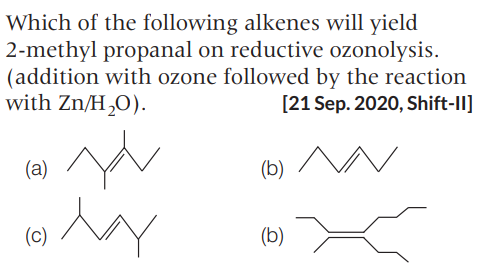 Which of the following alkenes will yield
2-methyl propanal on reductive ozonolysis.
(addition with ozone followed by the reaction
with Zn/H₂O). [21 Sep. 2020, Shift-II]
(a) (b)
(c) (b)